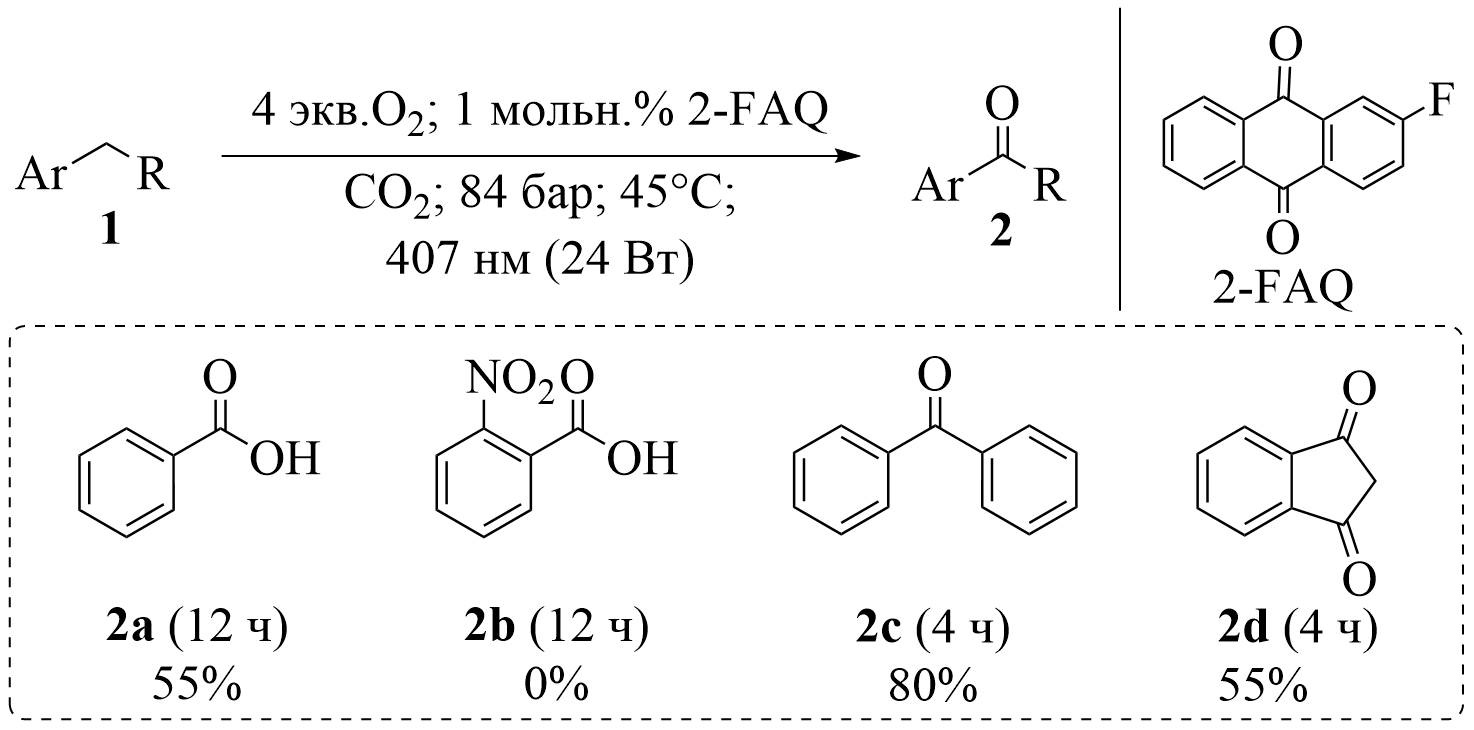 4 экв.O2; 1 мольн.% 2-FAQ
CO2; 84 бар; 45°C;
407 нм (24 Вт)
Ar R
1
O
Ar R
2
O
F
O
2-FAQ
O
OH
NO2 O
OH
O
O
O
2a (12 ч) 2b (12 ч) 2c (4 ч) 2d (4 ч)
55% 0% 80% 55%